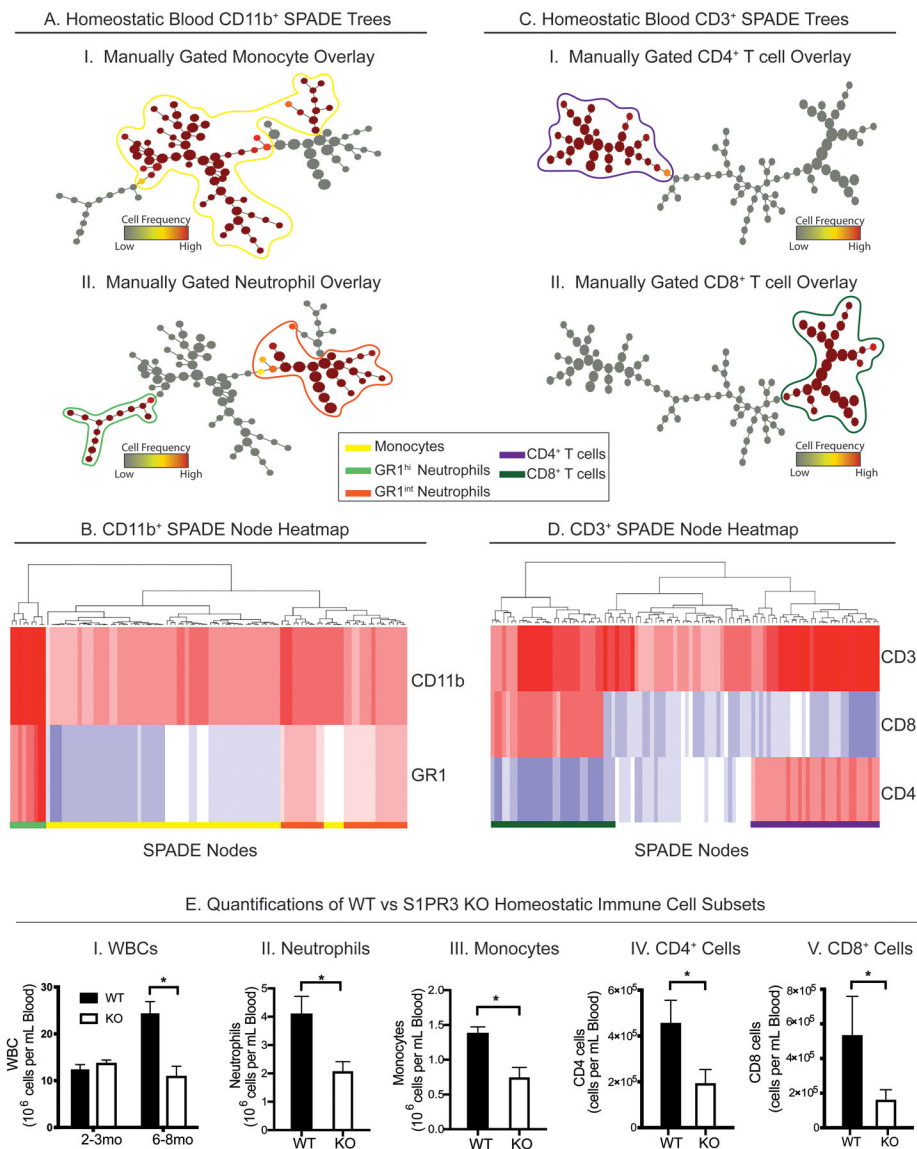 A. Homeostatic Blood CD11b⁺ SPADE Trees
I. Manually Gated Monocyte Overlay
Cell Frequency
Low High
II. Manually Gated Neutrophil Overlay
Cell Frequency
Low High
C. Homeostatic Blood CD3⁺ SPADE Trees
I. Manually Gated CD4⁺ T cell Overlay
Cell Frequency
Low High
II. Manually Gated CD8⁺ T cell Overlay
Cell Frequency
Low High
Monocytes
GR1ʰⁱ Neutrophils
GR1ⁱⁿᵗ Neutrophils
CD4⁺ T cells
CD8⁺ T cells
B. CD11b⁺ SPADE Node Heatmap
CD11b
GR1
SPADE Nodes
D. CD3⁺ SPADE Node Heatmap
CD3
CD8
CD4
SPADE Nodes
E. Quantifications of WT vs S1PR3 KO Homeostatic Immune Cell Subsets
I. WBCs
WBC
(10⁶ cells per mL Blood)
30
20
10
0
WT
KO
*
2-3mo 6-8mo
II. Neutrophils
Neutrophils
(10⁶ cells per mL Blood)
5
4
3
2
1
0
*
WT KO
III. Monocytes
Monocytes
(10⁶ cells per mL Blood)
2.0
1.5
1.0
0.5
0.0
*
WT KO
IV. CD4⁺ Cells
CD4 cells
(cells per mL Blood)
6×10⁵
4×10⁵
2×10⁵
0
*
WT KO
V. CD8⁺ Cells
CD8 cells
(cells per mL Blood)
8×10⁵
6×10⁵
4×10⁵
2×10⁵
0
*
WT KO